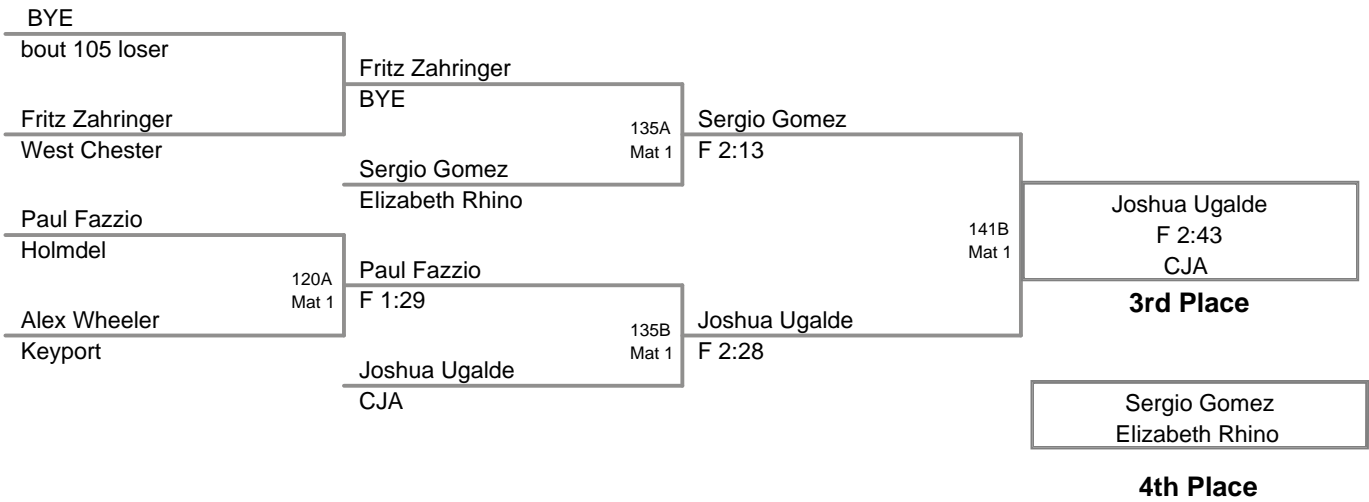 BYE
bout 105 loser
Fritz Zahringer
BYE
Fritz Zahringer
West Chester
135A
Mat 1
Sergio Gomez
F 2:13
Sergio Gomez
Elizabeth Rhino
Paul Fazzio
Holmdel
120A
Mat 1
Paul Fazzio
F 1:29
Alex Wheeler
Keyport
135B
Mat 1
Joshua Ugalde
F 2:28
Joshua Ugalde
CJA
141B
Mat 1
Joshua Ugalde
F 2:43
CJA
3rd Place
Sergio Gomez
Elizabeth Rhino
4th Place